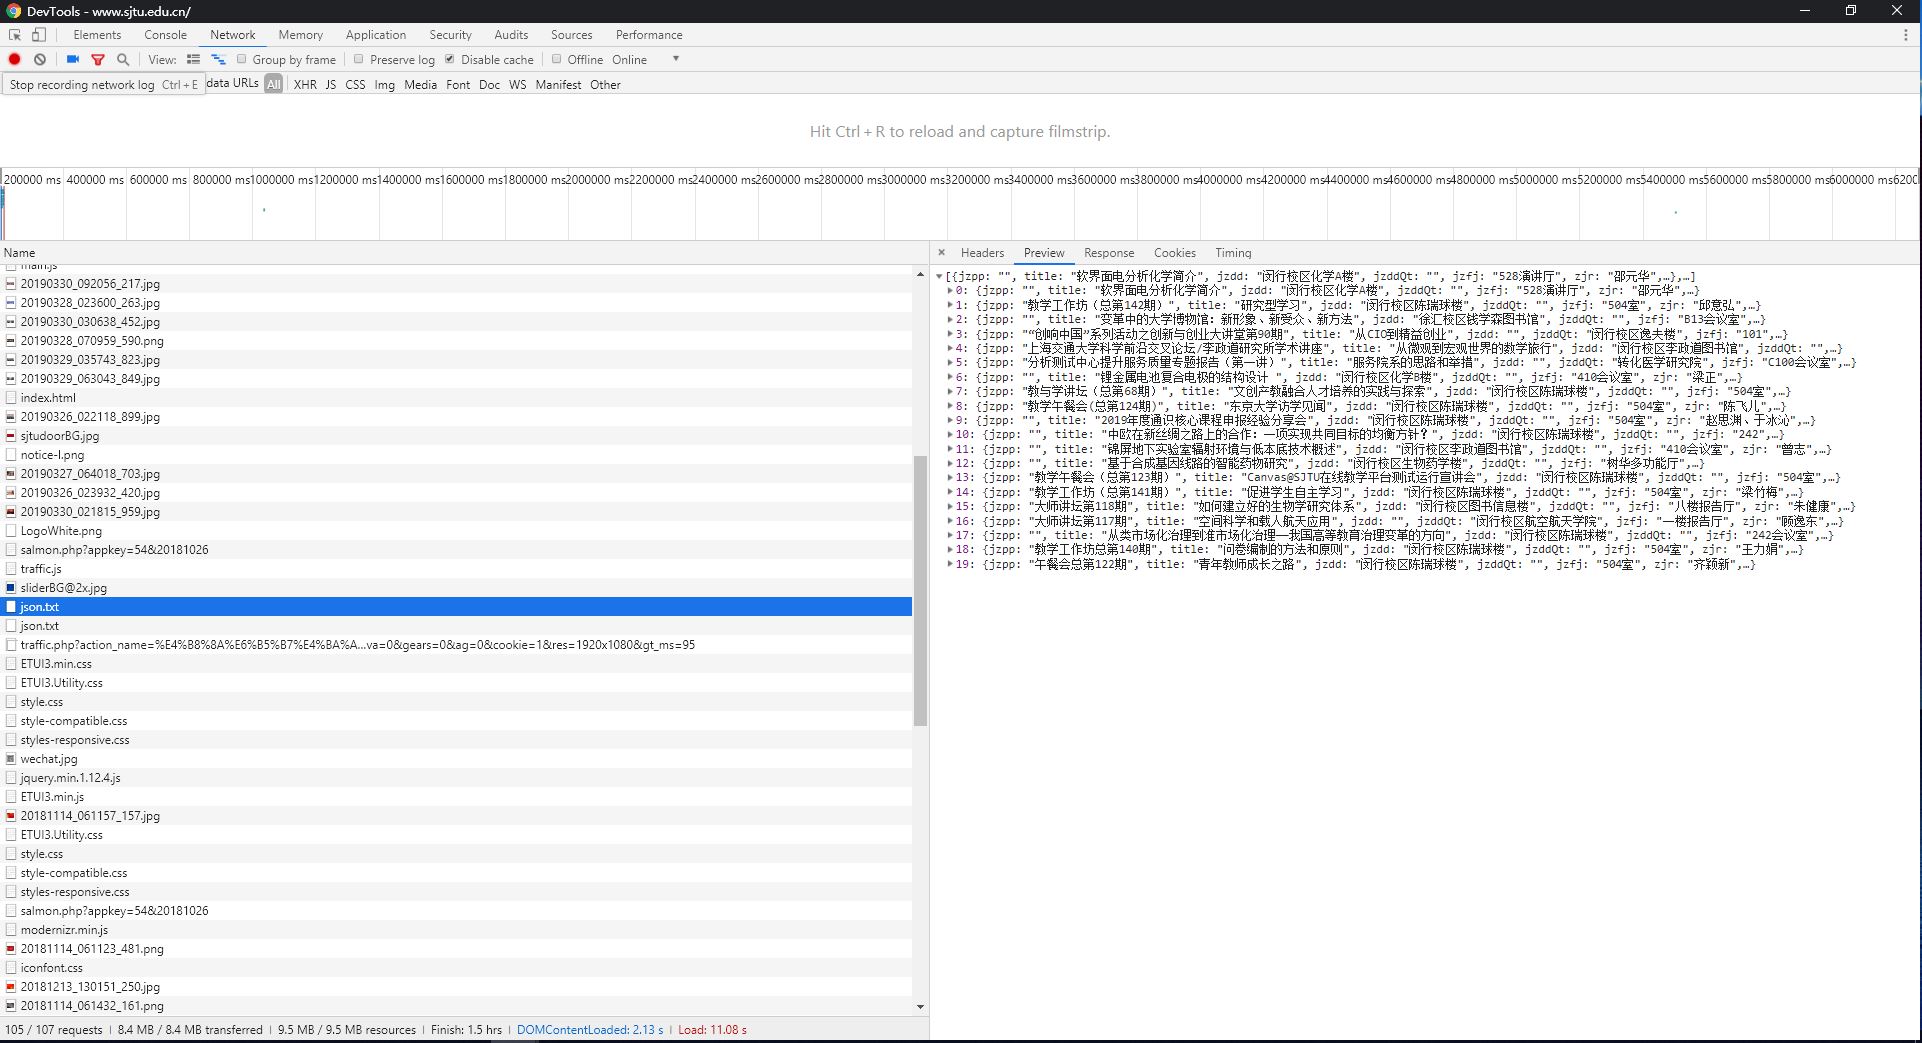 DevTools - www.sjtu.edu.cn/
Elements Console Network Memory Application Security Audits Sources Performance
View: Group by frame Preserve log Disable cache Offline Online
Stop recording network log Ctrl + E data URLs All XHR JS CSS Img Media Font Doc WS Manifest Other
Hit Ctrl + R to reload and capture filmstrip.
200000 ms 400000 ms 600000 ms 800000 ms 1000000 ms 1200000 ms 1400000 ms 1600000 ms 1800000 ms 2000000 ms 2200000 ms 2400000 ms 2600000 ms 2800000 ms 3000000 ms 3200000 ms 3400000 ms 3600000 ms 3800000 ms 4000000 ms 4200000 ms 4400000 ms 4600000 ms 4800000 ms 5000000 ms 5200000 ms 5400000 ms 5600000 ms 5800000 ms 6000000 ms 6200
Name
main.js
20190330_092056_217.jpg
20190328_023600_263.jpg
20190330_030638_452.jpg
20190328_070959_590.png
20190329_035743_823.jpg
20190329_063043_849.jpg
index.html
20190326_022118_899.jpg
sjtudoorBG.jpg
notice-l.png
20190327_064018_703.jpg
20190326_023932_420.jpg
20190330_021815_959.jpg
LogoWhite.png
salmon.php?appkey=54&20181026
traffic.js
sliderBG@2x.jpg
json.txt
json.txt
traffic.php?action_name=%E4%B8%8A%E6%B5%B7%E4%BA%A...va=0&gears=0&ag=0&cookie=1&res=1920x1080&gt_ms=95
ETUI3.min.css
ETUI3.Utility.css
style.css
style-compatible.css
styles-responsive.css
wechat.jpg
jquery.min.1.12.4.js
ETUI3.min.js
20181114_061157_157.jpg
ETUI3.Utility.css
style.css
style-compatible.css
styles-responsive.css
salmon.php?appkey=54&20181026
modernizr.min.js
20181114_061123_481.png
iconfont.css
20181213_130151_250.jpg
20181114_061432_161.png
105 / 107 requests | 8.4 MB / 8.4 MB transferred | 9.5 MB / 9.5 MB resources | Finish: 1.5 hrs | DOMContentLoaded: 2.13 s | Load: 11.08 s
× Headers Preview Response Cookies Timing
[{jzpp: "", title: "软界面电分析化学简介", jzdd: "闵行校区化学A楼", jzddQt: "", jzfj: "528演讲厅", zjr: "邵元华",…},…]
0: {jzpp: "", title: "软界面电分析化学简介", jzdd: "闵行校区化学A楼", jzddQt: "", jzfj: "528演讲厅", zjr: "邵元华",…}
1: {jzpp: "教学工作坊（总第142期）", title: "研究型学习", jzdd: "闵行校区陈瑞球楼", jzddQt: "", jzfj: "504室", zjr: "邱意弘",…}
2: {jzpp: "", title: "变革中的大学博物馆：新形象、新受众、新方法", jzdd: "徐汇校区钱学森图书馆", jzddQt: "", jzfj: "B13会议室",…}
3: {jzpp: "“创响中国”系列活动之创新与创业大讲堂第90期", title: "从CIO到精益创业", jzdd: "", jzddQt: "闵行校区逸夫楼", jzfj: "101",…}
4: {jzpp: "上海交通大学科学前沿交叉论坛/李政道研究所学术讲座", title: "从微观到宏观世界的数学旅行", jzdd: "闵行校区李政道图书馆", jzddQt: "",…}
5: {jzpp: "分析测试中心提升服务质量专题报告（第一讲）", title: "服务院系的思路和举措", jzdd: "", jzddQt: "转化医学研究院", jzfj: "C100会议室",…}
6: {jzpp: "", title: "锂金属电池复合电极的结构设计 ", jzdd: "闵行校区化学B楼", jzddQt: "", jzfj: "410会议室", zjr: "梁正",…}
7: {jzpp: "教与学讲坛（总第68期）", title: "文创产教融合人才培养的实践与探索", jzdd: "闵行校区陈瑞球楼", jzddQt: "", jzfj: "504室",…}
8: {jzpp: "教学午餐会(总第124期)", title: "东京大学访学见闻", jzdd: "闵行校区陈瑞球楼", jzddQt: "", jzfj: "504室", zjr: "陈飞儿",…}
9: {jzpp: "", title: "2019年度通识核心课程申报经验分享会", jzdd: "闵行校区陈瑞球楼", jzddQt: "", jzfj: "504室", zjr: "赵思渊、于冰沁",…}
10: {jzpp: "", title: "中欧在新丝绸之路上的合作：一项实现共同目标的均衡方针？", jzdd: "闵行校区陈瑞球楼", jzddQt: "", jzfj: "242",…}
11: {jzpp: "", title: "锦屏地下实验室辐射环境与低本底技术概述", jzdd: "闵行校区李政道图书馆", jzddQt: "", jzfj: "410会议室", zjr: "曾志",…}
12: {jzpp: "", title: "基于合成基因线路的智能药物研究", jzdd: "闵行校区生物药学楼", jzddQt: "", jzfj: "树华多功能厅",…}
13: {jzpp: "教学午餐会（总第123期）", title: "Canvas@SJTU在线教学平台测试运行宣讲会", jzdd: "闵行校区陈瑞球楼", jzddQt: "", jzfj: "504室",…}
14: {jzpp: "教学工作坊（总第141期）", title: "促进学生自主学习", jzdd: "闵行校区陈瑞球楼", jzddQt: "", jzfj: "504室", zjr: "梁竹梅",…}
15: {jzpp: "大师讲坛第118期", title: "如何建立好的生物学研究体系", jzdd: "闵行校区图书信息楼", jzddQt: "", jzfj: "八楼报告厅", zjr: "朱健康",…}
16: {jzpp: "大师讲坛第117期", title: "空间科学和载人航天应用", jzdd: "", jzddQt: "闵行校区航空航天学院", jzfj: "一楼报告厅", zjr: "顾逸东",…}
17: {jzpp: "", title: "从类市场化治理到准市场化治理——我国高等教育治理变革的方向", jzdd: "闵行校区陈瑞球楼", jzddQt: "", jzfj: "242会议室",…}
18: {jzpp: "教学工作坊总第140期", title: "问卷编制的方法和原则", jzdd: "闵行校区陈瑞球楼", jzddQt: "", jzfj: "504室", zjr: "王力娟",…}
19: {jzpp: "午餐会总第122期", title: "青年教师成长之路", jzdd: "闵行校区陈瑞球楼", jzddQt: "", jzfj: "504室", zjr: "齐颖新",…}